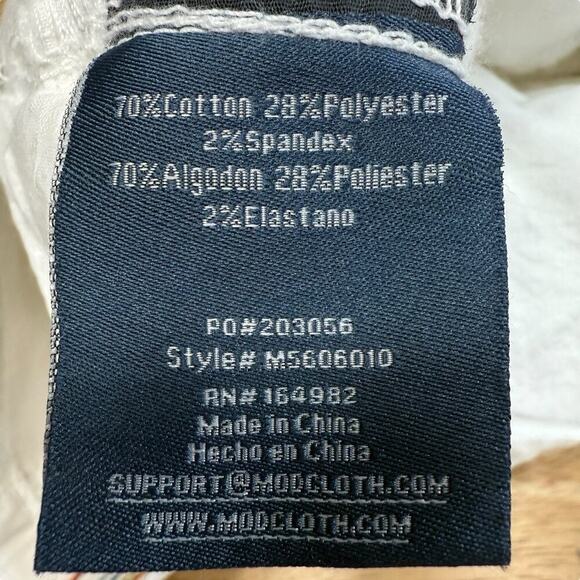 70%Cotton 28%Polyester
2%Spandex
70%Algodon 28%Poliester
2%Elastano
PO#203056
Style# M5606010
RN# 164982
Made in China
Hecho en China
SUPPORT@MODCLOTH.COM
WWW.MODCLOTH.COM